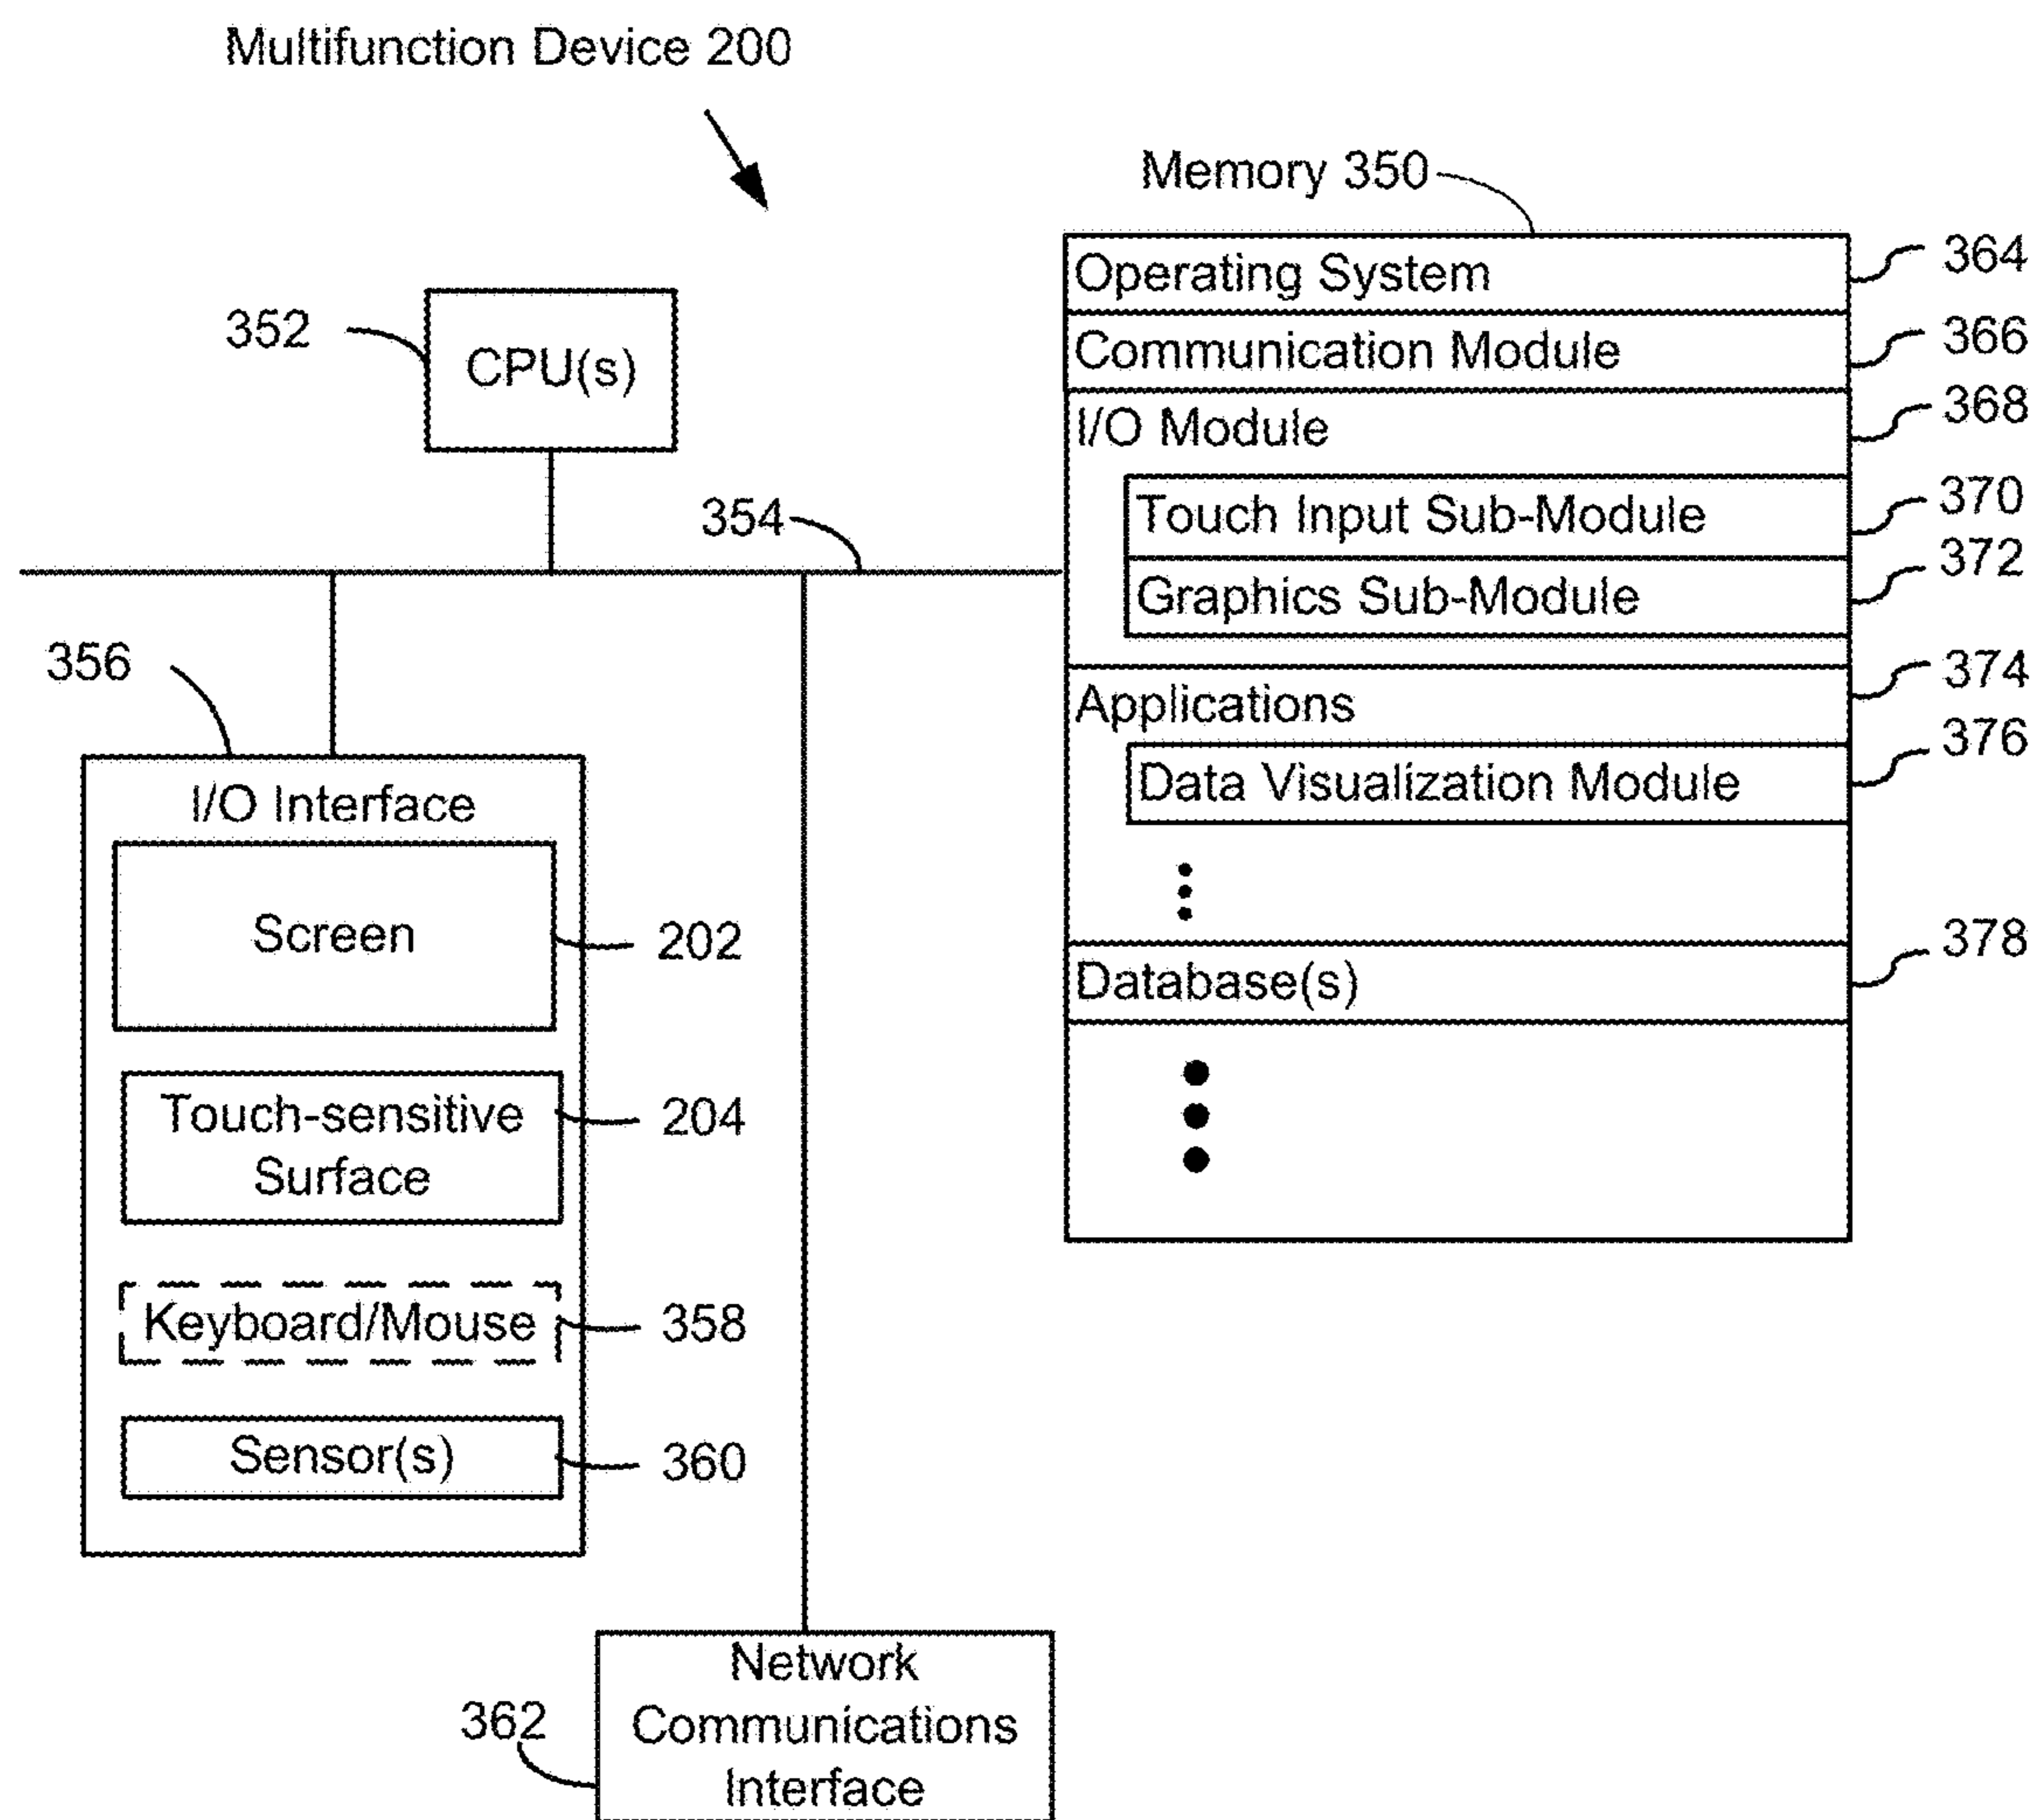 Multifunction Device 200
Memory 350
Operating System 364
Communication Module 366
I/O Module 368
Touch Input Sub-Module 370
Graphics Sub-Module 372
Applications 374
Data Visualization Module 376
Database(s) 378
352
CPU(s)
354
356
I/O Interface
Screen 202
Touch-sensitive 204
Surface
Keyboard/Mouse 358
Sensor(s) 360
362
Network
Communications
Interface